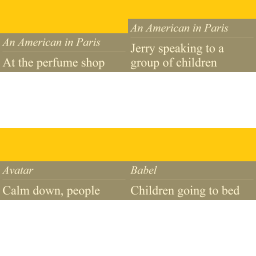 An American in Paris
At the perfume shop
An American in Paris
Jerry speaking to a
group of children
Avatar
Calm down, people
Babel
Children going to bed